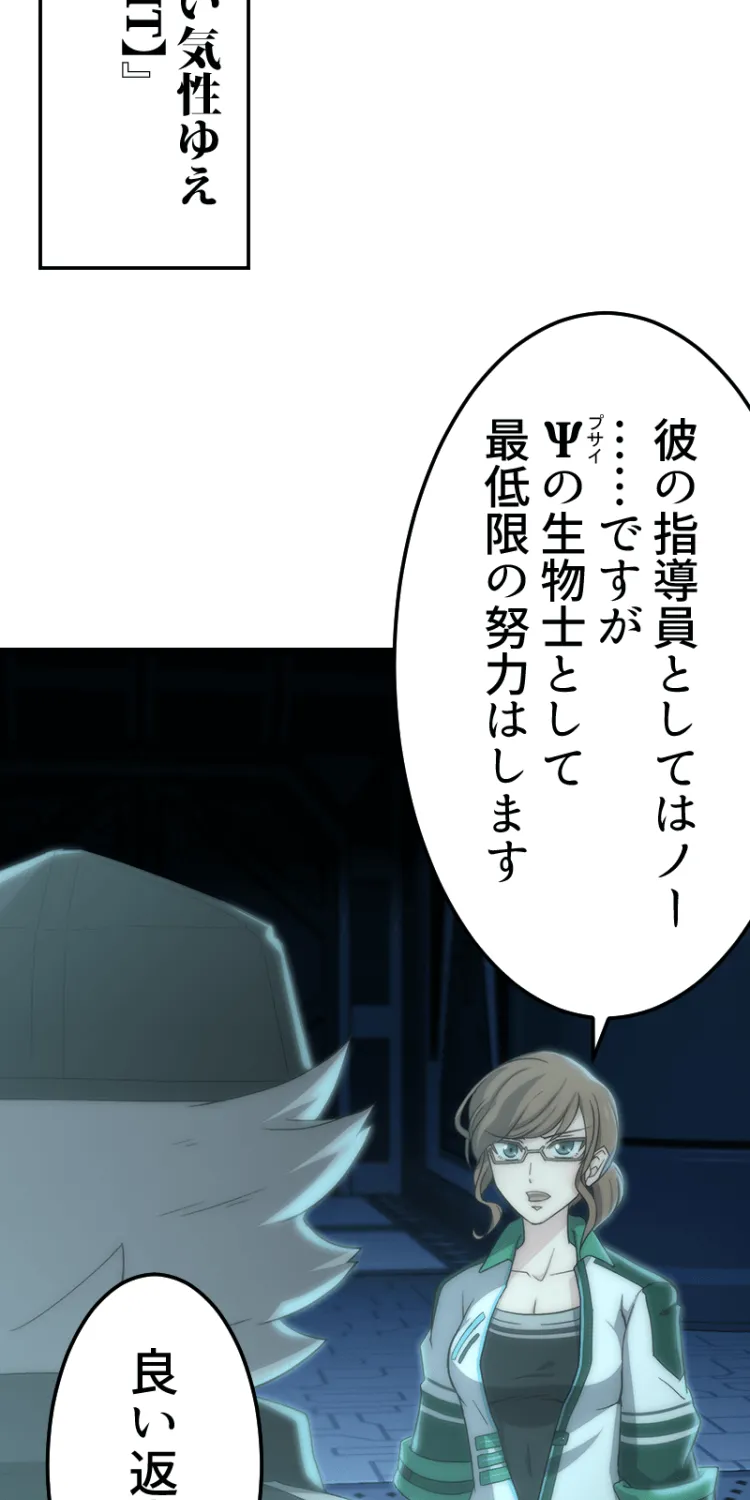 い気性ゆえ
IT】』
彼の指導員としてはノー
……ですが
Ψの生物士として
プサイ
最低限の努力はします
良い返